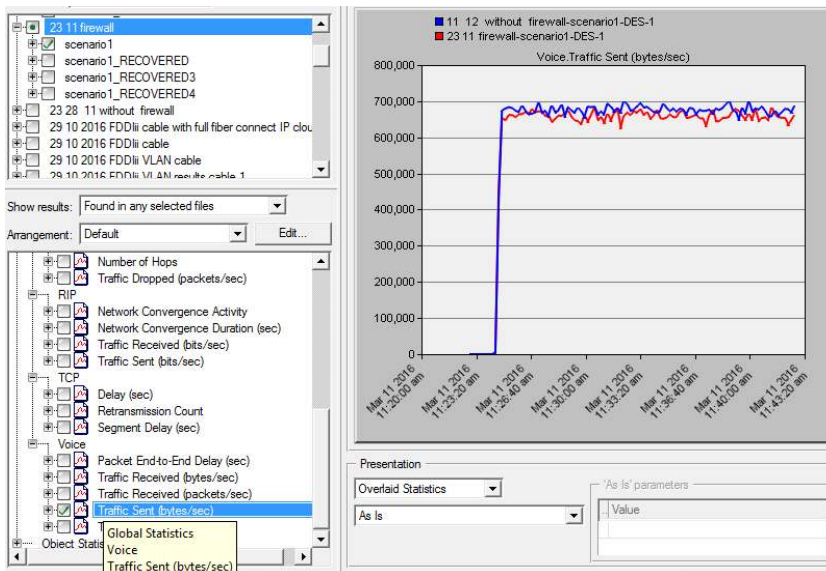 23 11 firewall
scenario1
scenario1_RECOVERED
scenario1_RECOVERED3
scenario1_RECOVERED4
23 28 11 without firewall
29 10 2016 FDDIii cable with full fiber connect IP clou
29 10 2016 FDDIii cable
29 10 2016 FDDIii VLAN cable
29 10 2016 FDDIii VLAN results cable 1
Show results: Found in any selected files
Arrangement: Default Edit...
Number of Hops
Traffic Dropped (packets/sec)
RIP
Network Convergence Activity
Network Convergence Duration (sec)
Traffic Received (bits/sec)
Traffic Sent (bits/sec)
TCP
Delay (sec)
Retransmission Count
Segment Delay (sec)
Voice
Packet End-to-End Delay (sec)
Traffic Received (bytes/sec)
Traffic Received (packets/sec)
Traffic Sent (bytes/sec)
T
Object Stati
Global Statistics
Voice
Traffic Sent (bytes/sec)
11 12 without firewall-scenario1-DES-1
23 11 firewall-scenario1-DES-1
Voice.Traffic Sent (bytes/sec)
800,000
700,000
600,000
500,000
400,000
300,000
200,000
100,000
0
Mar 11 2016 11:20:00 am
Mar 11 2016 11:23:20 am
Mar 11 2016 11:26:40 am
Mar 11 2016 11:30:00 am
Mar 11 2016 11:33:20 am
Mar 11 2016 11:36:40 am
Mar 11 2016 11:40:00 am
Mar 11 2016 11:43:20 am
Presentation
Overlaid Statistics
As Is
'As Is' parameters
.. Value